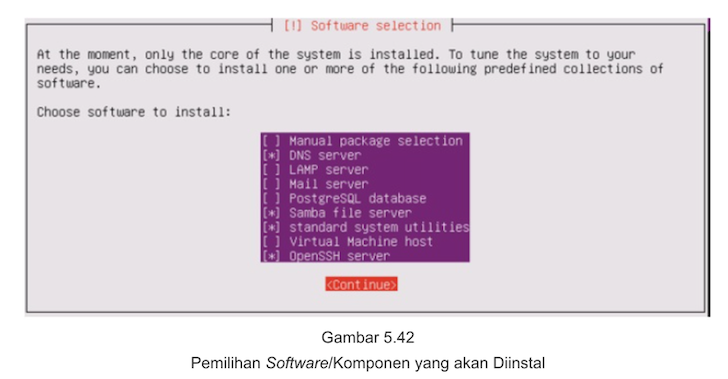 [!] Software selection
At the moment, only the core of the system is installed. To tune the system to your
needs, you can choose to install one or more of the following predefined collections of
software.
Choose software to install:
[ ] Manual package selection
[*] DNS server
[ ] LAMP server
[ ] Mail server
[ ] PostgreSQL database
[*] Samba file server
[*] standard system utilities
[ ] Virtual Machine host
[*] OpenSSH server
<Continue>
Gambar 5.42
Pemilihan Software/Komponen yang akan Diinstal